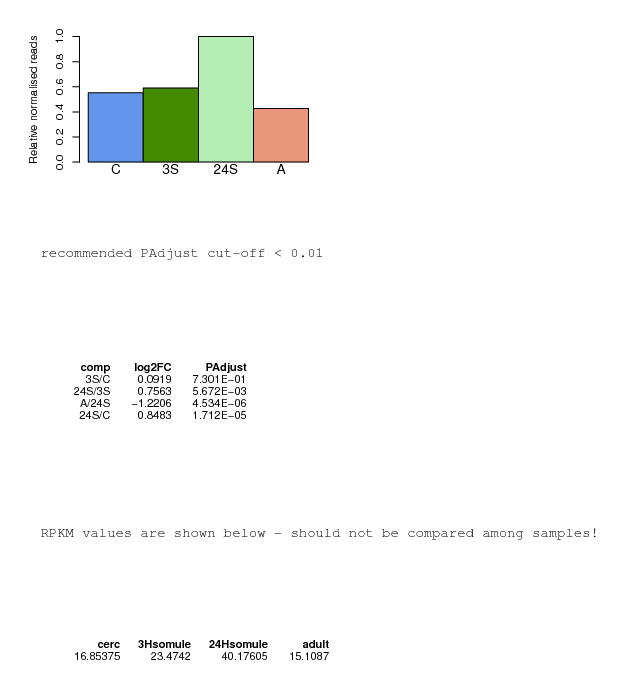 Relative normalised reads
1.0
0.8
0.6
0.4
0.2
0.0
C 3S 24S A
recommended PAdjust cut-off < 0.01
comp log2FC PAdjust
3S/C 0.0919 7.301E−01
24S/3S 0.7563 5.672E−03
A/24S −1.2206 4.534E−06
24S/C 0.8483 1.712E−05
RPKM values are shown below - should not be compared among samples!
cerc 3Hsomule 24Hsomule adult
16.85375 23.4742 40.17605 15.1087